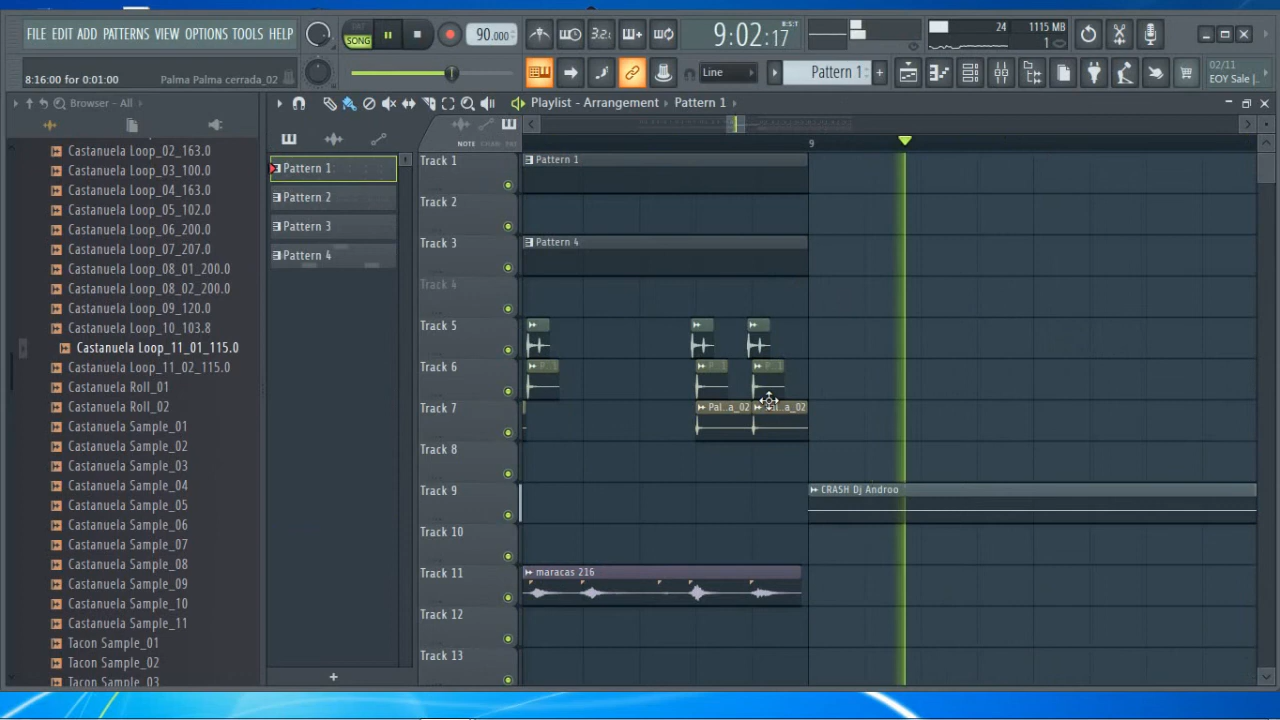 FILE EDIT ADD PATTERNS VIEW OPTIONS TOOLS HELP
SONG
90.000
3.2.
9:02:17
B:S:T
24
1115 MB
1
8:16:00 for 0:01:00
Palma Palma cerrada_02
Line
Pattern 1
02/11
EOY Sale |
Browser - All
Playlist - Arrangement
Pattern 1
NOTE
9
Castanuela Loop_02_163.0
Castanuela Loop_03_100.0
Castanuela Loop_04_163.0
Castanuela Loop_05_102.0
Castanuela Loop_06_200.0
Castanuela Loop_07_207.0
Castanuela Loop_08_01_200.0
Castanuela Loop_08_02_200.0
Castanuela Loop_09_120.0
Castanuela Loop_10_103.8
Castanuela Loop_11_01_115.0
Castanuela Loop_11_02_115.0
Castanuela Roll_01
Castanuela Roll_02
Castanuela Sample_01
Castanuela Sample_02
Castanuela Sample_03
Castanuela Sample_04
Castanuela Sample_05
Castanuela Sample_06
Castanuela Sample_07
Castanuela Sample_08
Castanuela Sample_09
Castanuela Sample_10
Castanuela Sample_11
Tacon Sample_01
Tacon Sample_02
Tacon Sample_03
Pattern 1
Pattern 2
Pattern 3
Pattern 4
Track 1
Pattern 1
Track 2
Track 3
Pattern 4
Track 4
Track 5
Track 6
Track 7
Pal..a_02
Track 8
Track 9
CRASH Dj Androo
Track 10
Track 11
maracas 216
Track 12
Track 13